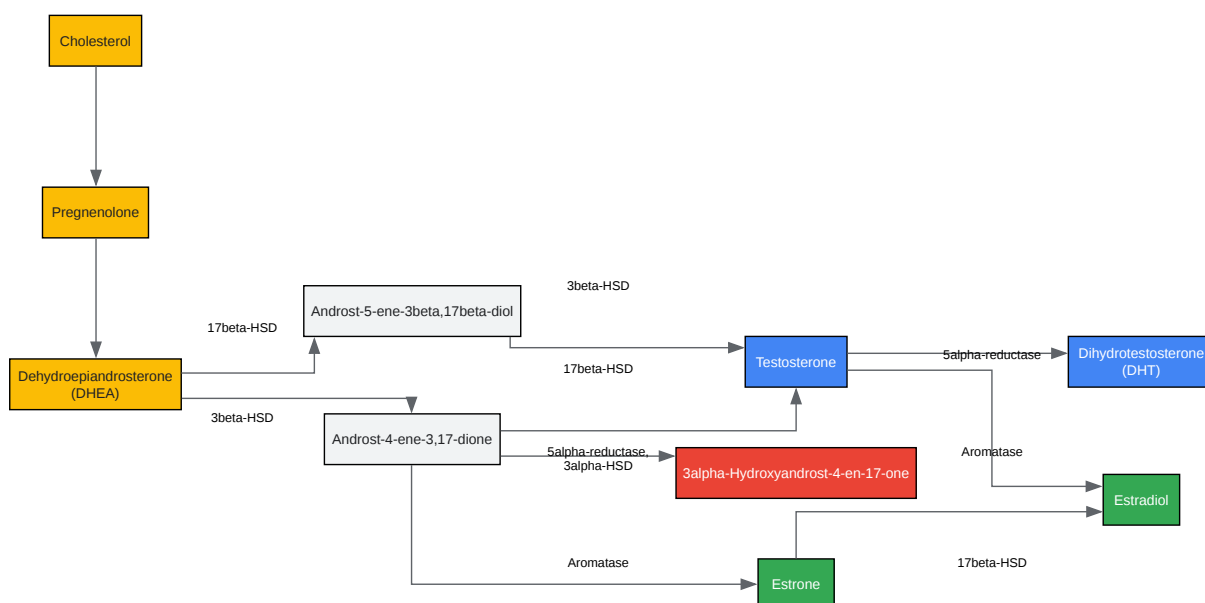 Cholesterol
Pregnenolone
3beta-HSD
Androst-5-ene-3beta,17beta-diol
17beta-HSD
5alpha-reductase
Dihydrotestosterone
(DHT)
Testosterone
17beta-HSD
Dehydroepiandrosterone
(DHEA)
3beta-HSD
Androst-4-ene-3,17-dione
5alpha-reductase,
3alpha-HSD
Aromatase
3alpha-Hydroxyandrost-4-en-17-one
Estradiol
Aromatase
17beta-HSD
Estrone